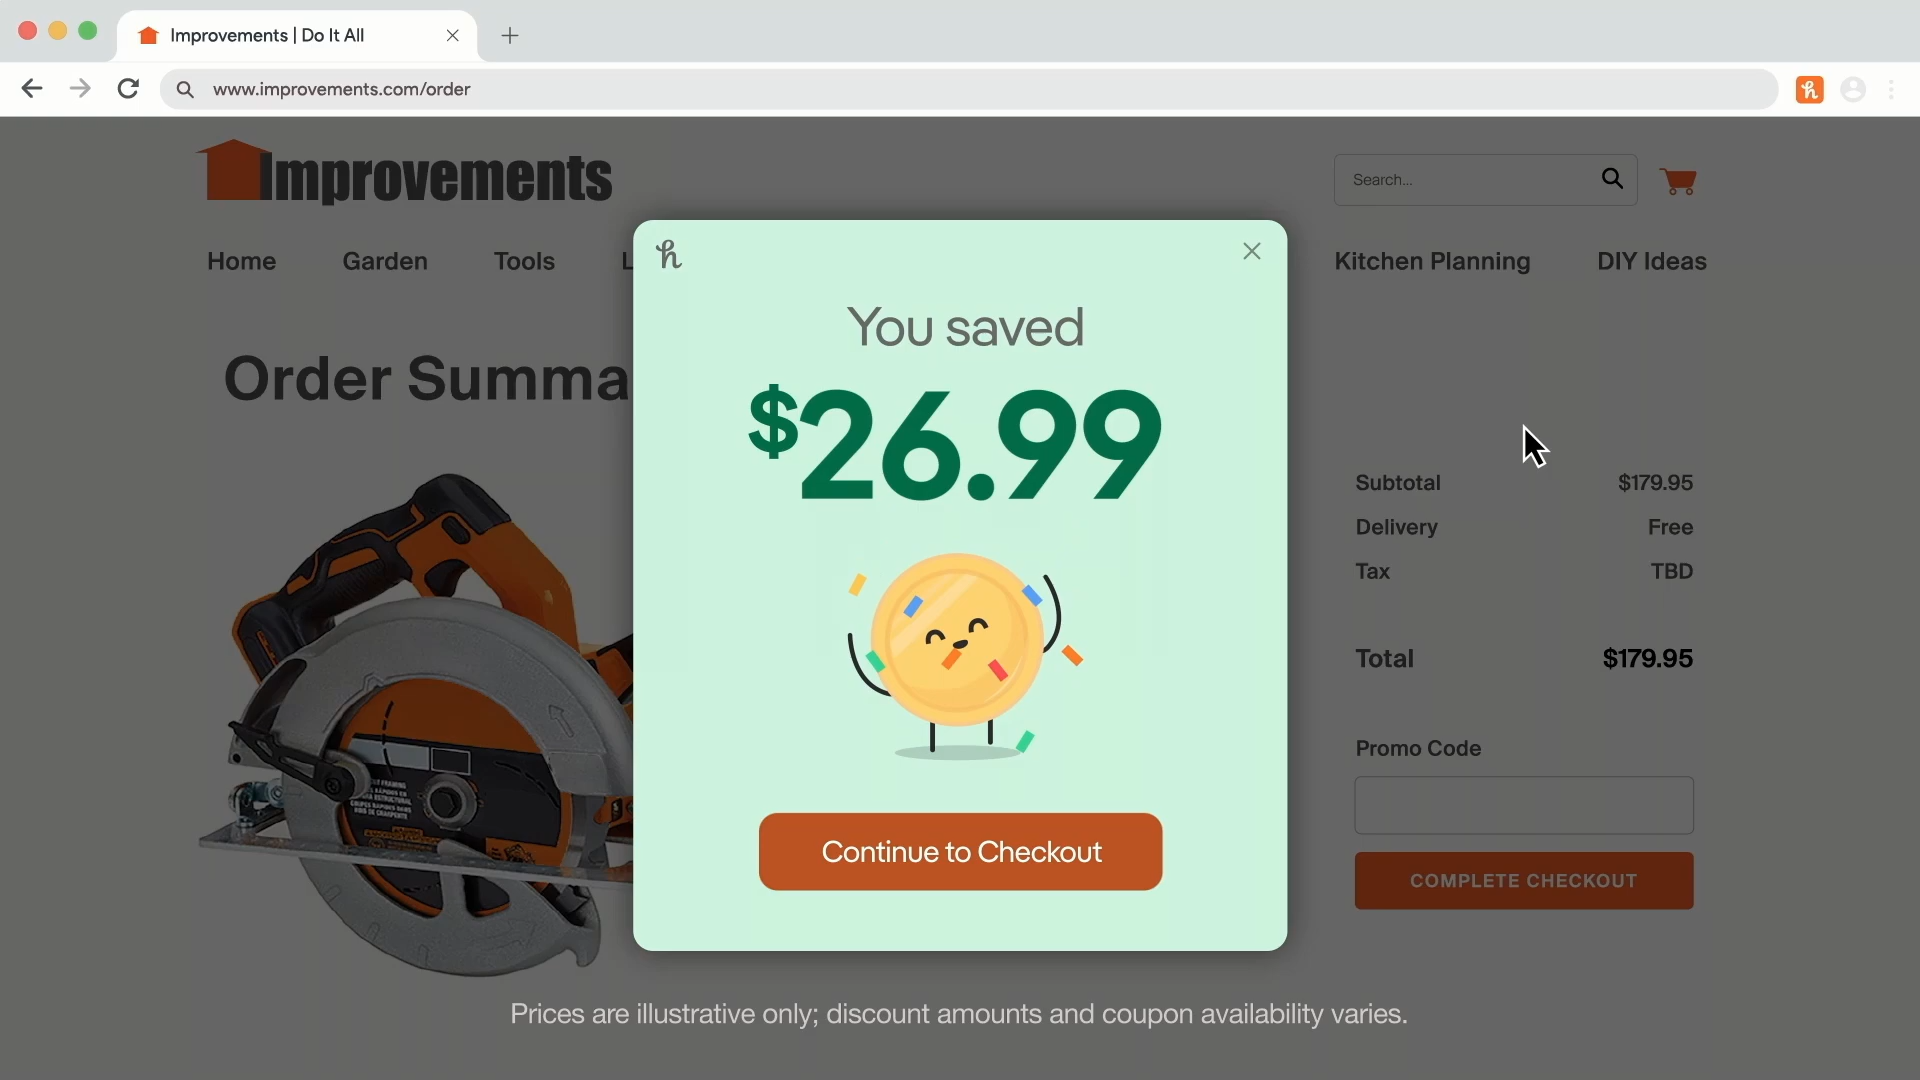 Improvements | Do It All
www.improvements.com/order
Improvements
Search...
Home Garden Tools L Kitchen Planning DIY Ideas
Order Summa
You saved
$26.99
Continue to Checkout
Subtotal $179.95
Delivery Free
Tax TBD
Total $179.95
Promo Code
COMPLETE CHECKOUT
Prices are illustrative only; discount amounts and coupon availability varies.